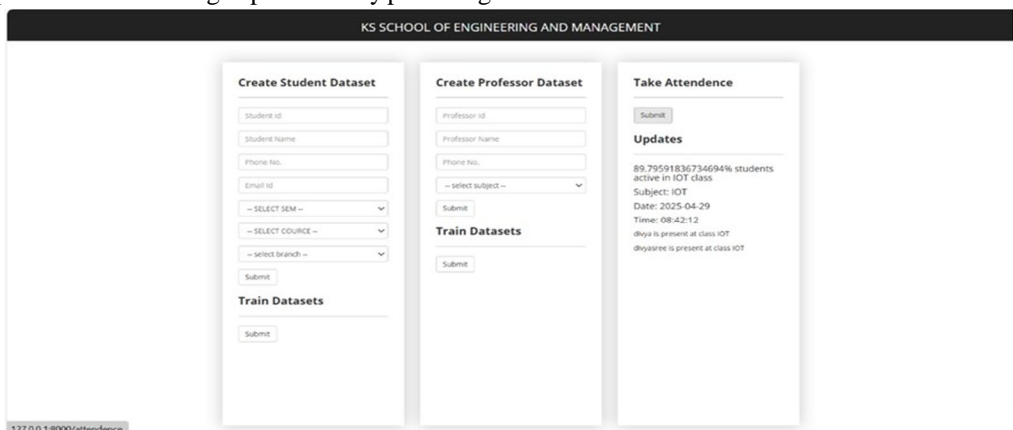 KS SCHOOL OF ENGINEERING AND MANAGEMENT
Create Student Dataset
Student id
Student Name
Phone No.
Email Id
-- SELECT SEM --
-- SELECT COURCE --
-- select branch --
Submit
Train Datasets
Submit
Create Professor Dataset
Professor id
Professor Name
Phone No.
-- select subject --
Submit
Train Datasets
Submit
Take Attendence
Submit
Updates
89.79591836734694% students
active in IOT class
Subject: IOT
Date: 2025-04-29
Time: 08:42:12
divya is present at class IOT
divyasree is present at class IOT
127.0.0.1:8000/attendence